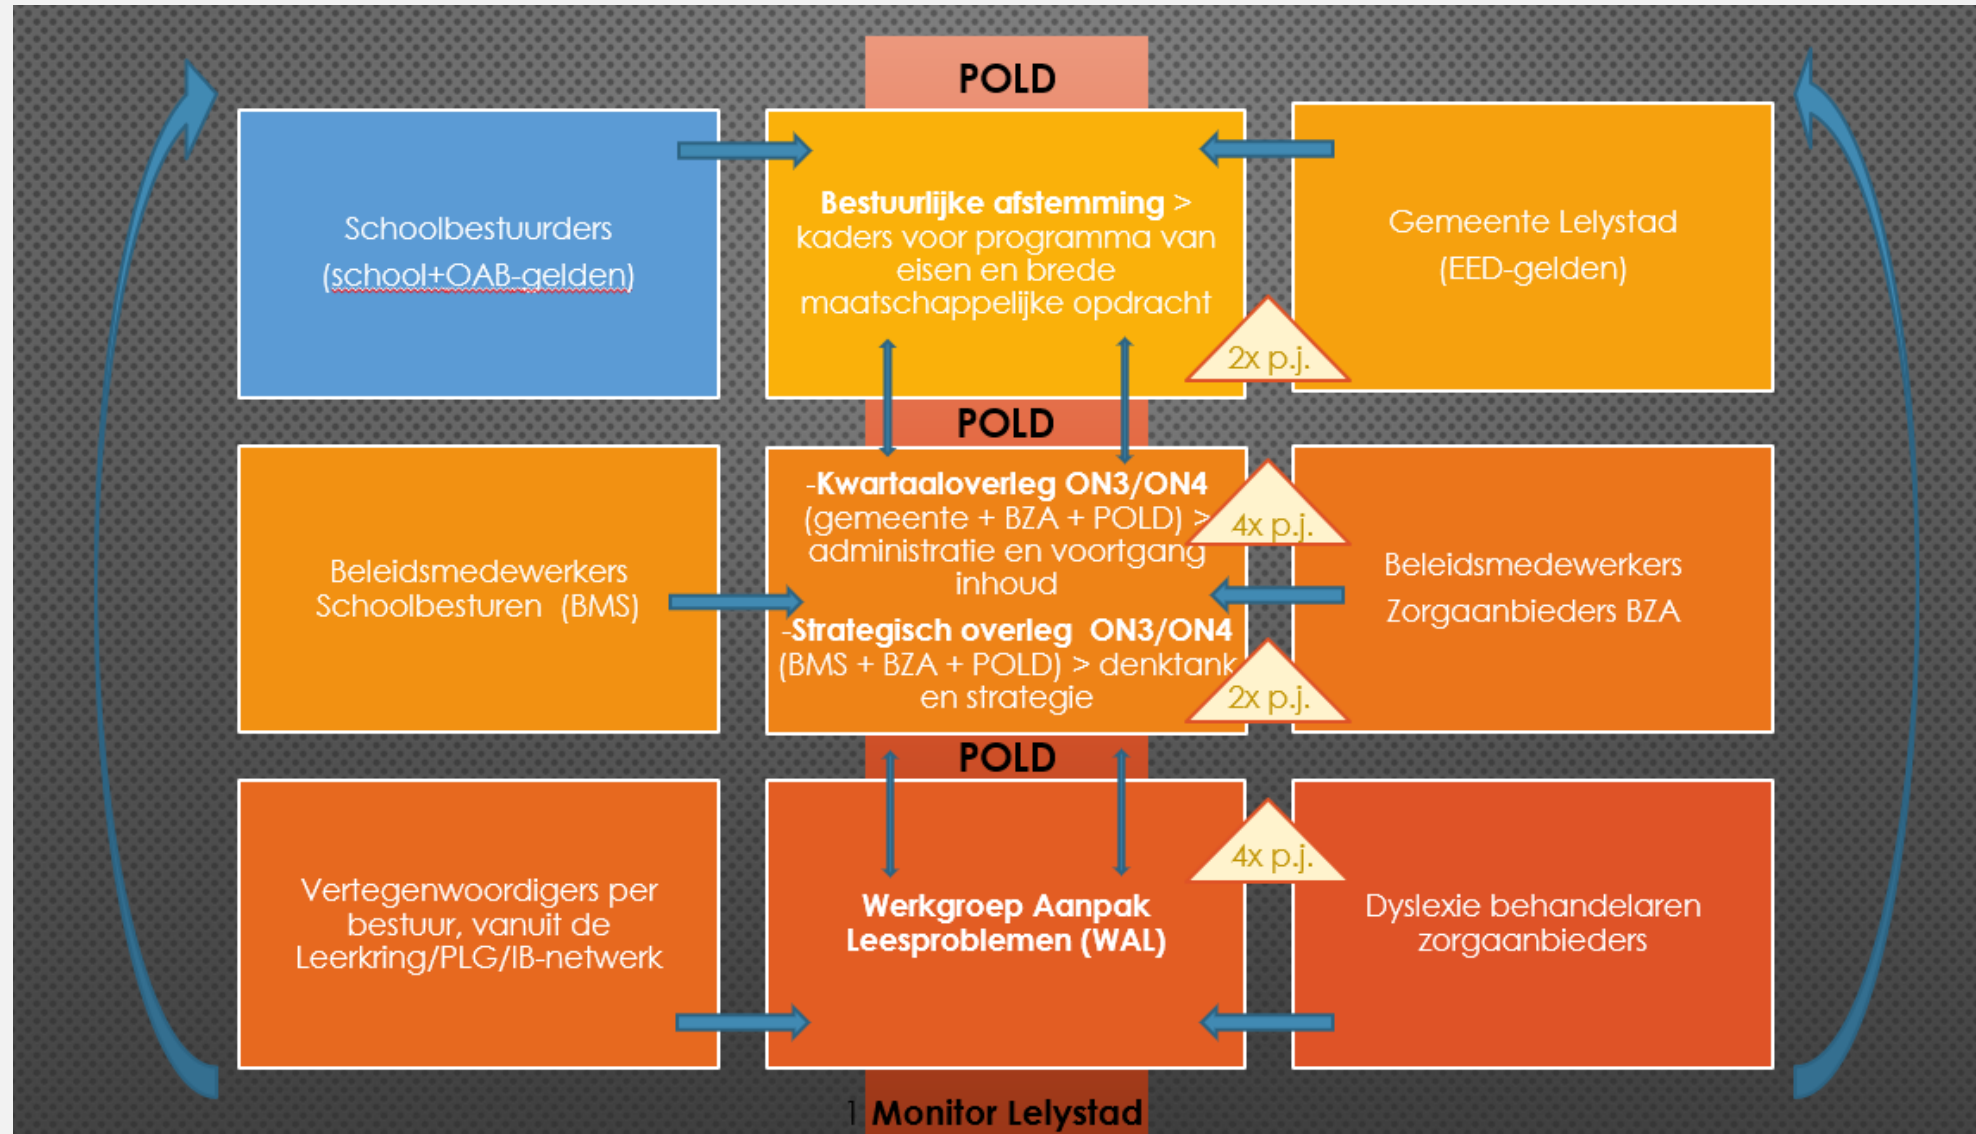 POLD
Schoolbestuurders
(school+OAB-gelden)
Bestuurlijke afstemming >
kaders voor programma van
eisen en brede
maatschappelijke opdracht
2x p.j.
Gemeente Lelystad
(EED-gelden)
POLD
Beleidsmedewerkers
Schoolbesturen (BMS)
-Kwartaaloverleg ON3/ON4
(gemeente + BZA + POLD) >
administratie en voortgang
inhoud
4x p.j.
-Strategisch overleg ON3/ON4
(BMS + BZA + POLD) > denktank
en strategie
2x p.j.
Beleidsmedewerkers
Zorgaanbieders BZA
POLD
Vertegenwoordigers per
bestuur, vanuit de
Leerkring/PLG/IB-netwerk
Werkgroep Aanpak
Leesproblemen (WAL)
4x p.j.
Dyslexie behandelaren
zorgaanbieders
1 Monitor Lelystad